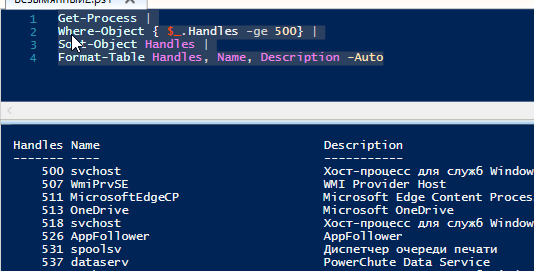 Безымянный2.ps1
1 Get-Process |
2 Where-Object { $_.Handles -ge 500} |
3 Sort-Object Handles |
4 Format-Table Handles, Name, Description -Auto
Handles Name Description
------- ---- -----------
500 svchost Хост-процесс для служб Window
507 WmiPrvSE WMI Provider Host
511 MicrosoftEdgeCP Microsoft Edge Content Proces
513 OneDrive Microsoft OneDrive
518 svchost Хост-процесс для служб Window
526 AppFollower AppFollower
531 spoolsv Диспетчер очереди печати
537 dataserv PowerChute Data Service